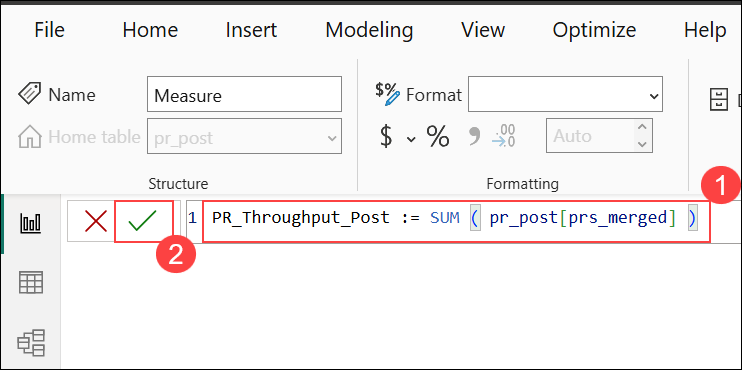 File Home Insert Modeling View Optimize Help
Name Measure
Home table pr_post
Structure
$% Format
$ % , .00 →0
Auto
Formatting
1
1 PR_Throughput_Post := SUM ( pr_post[prs_merged] )
2